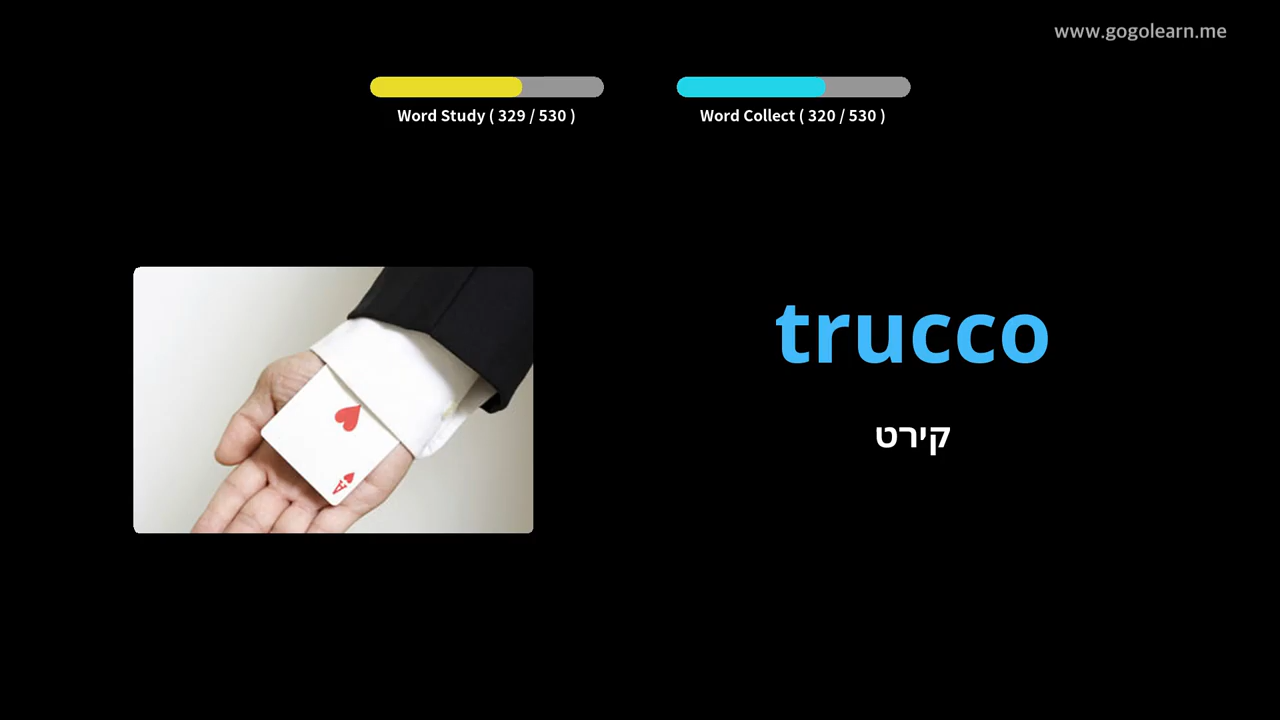 www.gogolearn.me
Word Study ( 329 / 530 )
Word Collect ( 320 / 530 )
A
trucco
קירט